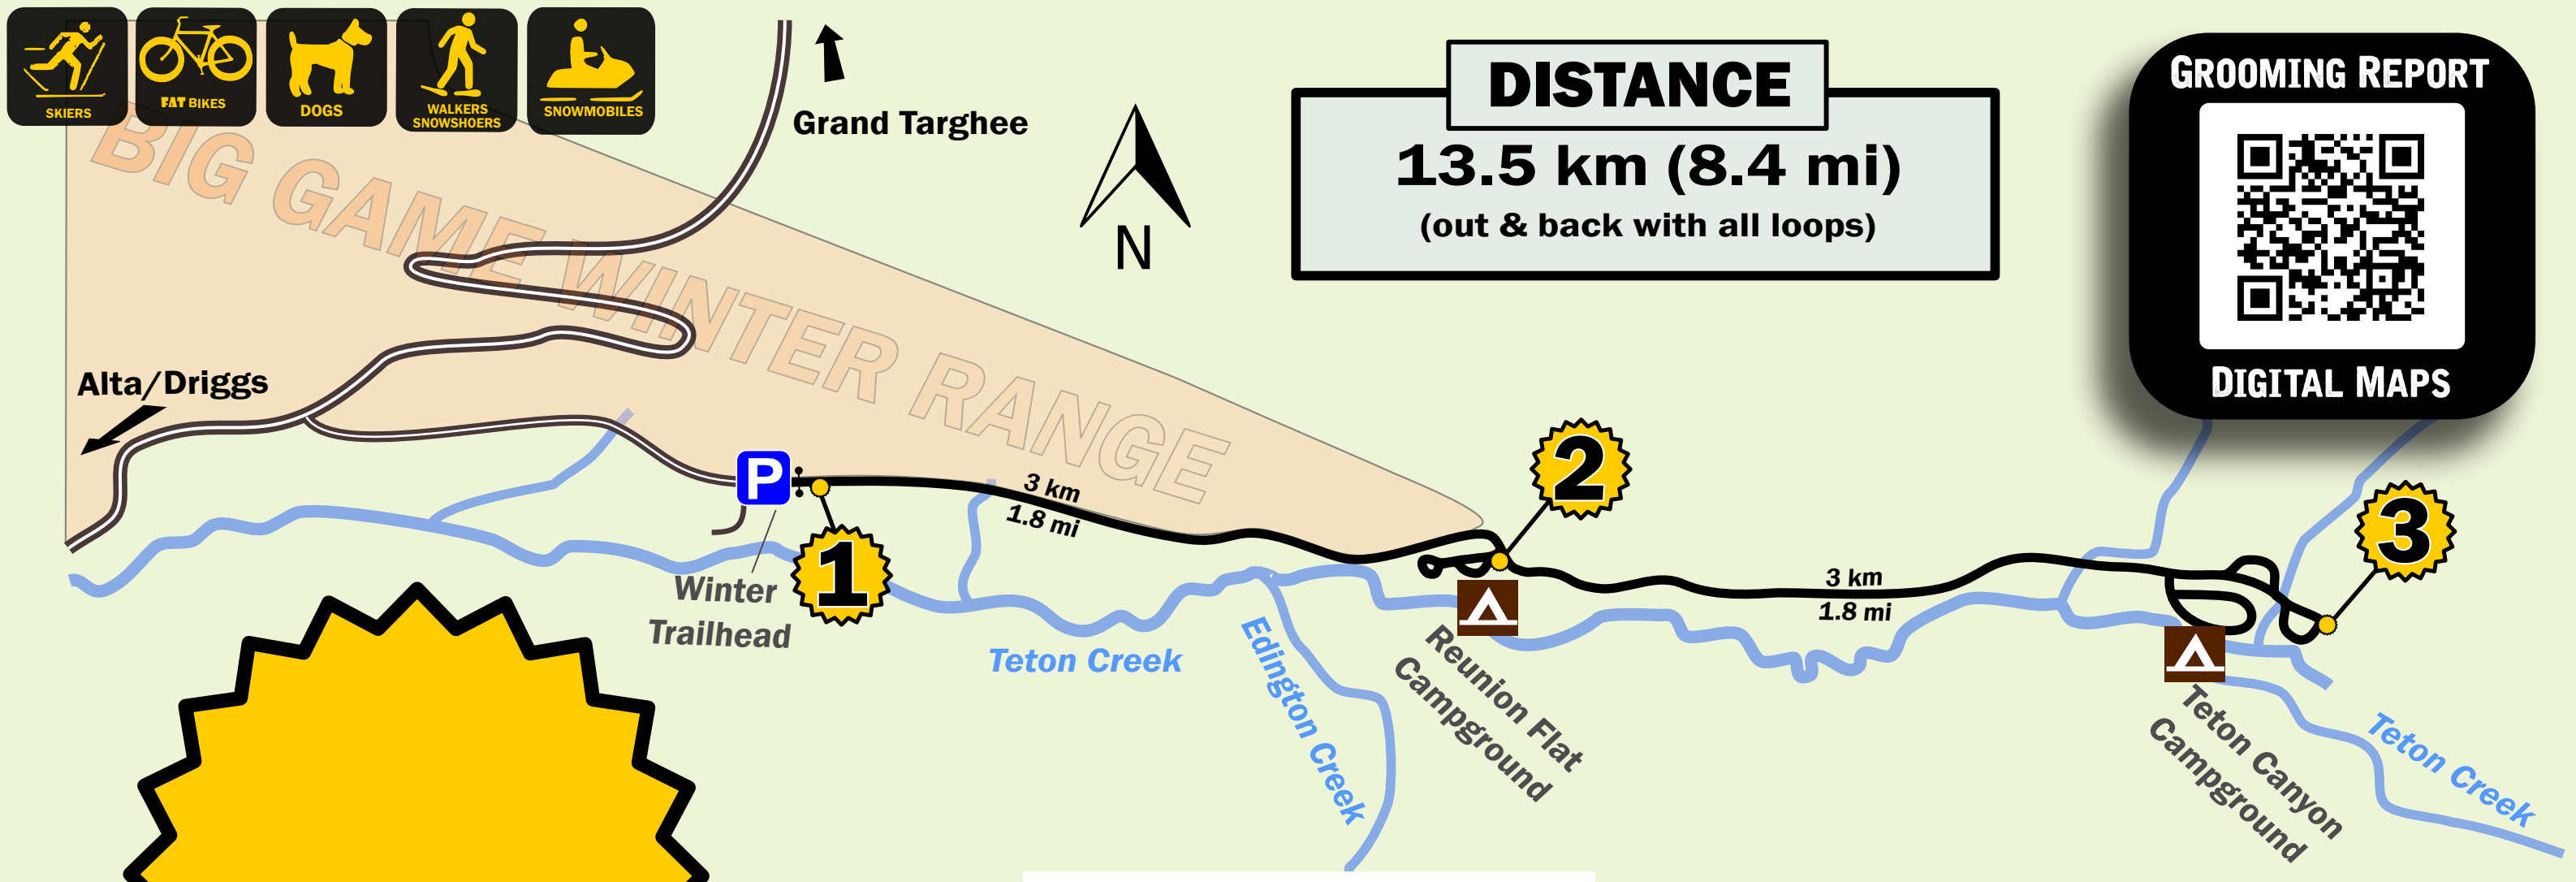 SKIERS
FAT BIKES
DOGS
WALKERS
SNOWSHOERS
SNOWMOBILES
Grand Targhee
N
DISTANCE
13.5 km (8.4 mi)
(out & back with all loops)
GROOMING REPORT
DIGITAL MAPS
BIG GAME WINTER RANGE
Alta/Driggs
P
1
Winter
Trailhead
3 km
1.8 mi
2
3 km
1.8 mi
3
Teton Creek
Edington Creek
Reunion Flat
Campground
Teton Canyon
Campground
Teton Creek